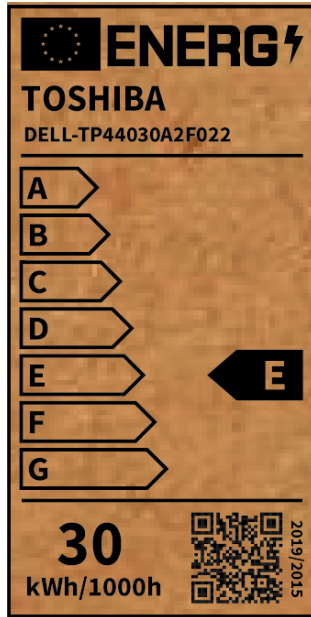 ENERG
TOSHIBA
DELL-TP44030A2F022
A
B
C
D
E
E
F
G
30
kWh/1000h
2019/2015